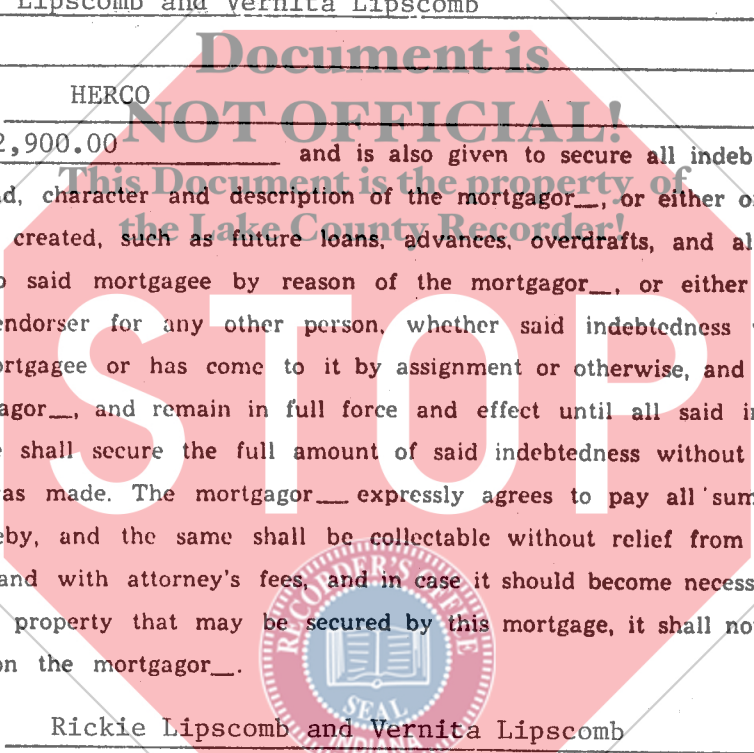 Lipscomb and Vernita Lipscomb
Document is
HERCO
NOT OFFICIAL!
2,900.00 and is also given to secure all indeb
This Document is the property of
d, character and description of the mortgagor__, or either o
the Lake County Recorder!
created, such as future loans, advances, overdrafts, and al
o said mortgagee by reason of the mortgagor__, or either
endorser for any other person, whether said indebtedness
ortgagee or has come to it by assignment or otherwise, and
agor__, and remain in full force and effect until all said i
e shall secure the full amount of said indebtedness without
STOP
as made. The mortgagor__ expressly agrees to pay all sum
eby, and the same shall be collectable without relief from
and with attorney's fees, and in case it should become necess
property that may be secured by this mortgage, it shall no
on the mortgagor__.
RECORDER'S OFFICE
SEAL
INDIANA
Rickie Lipscomb and Vernita Lipscomb